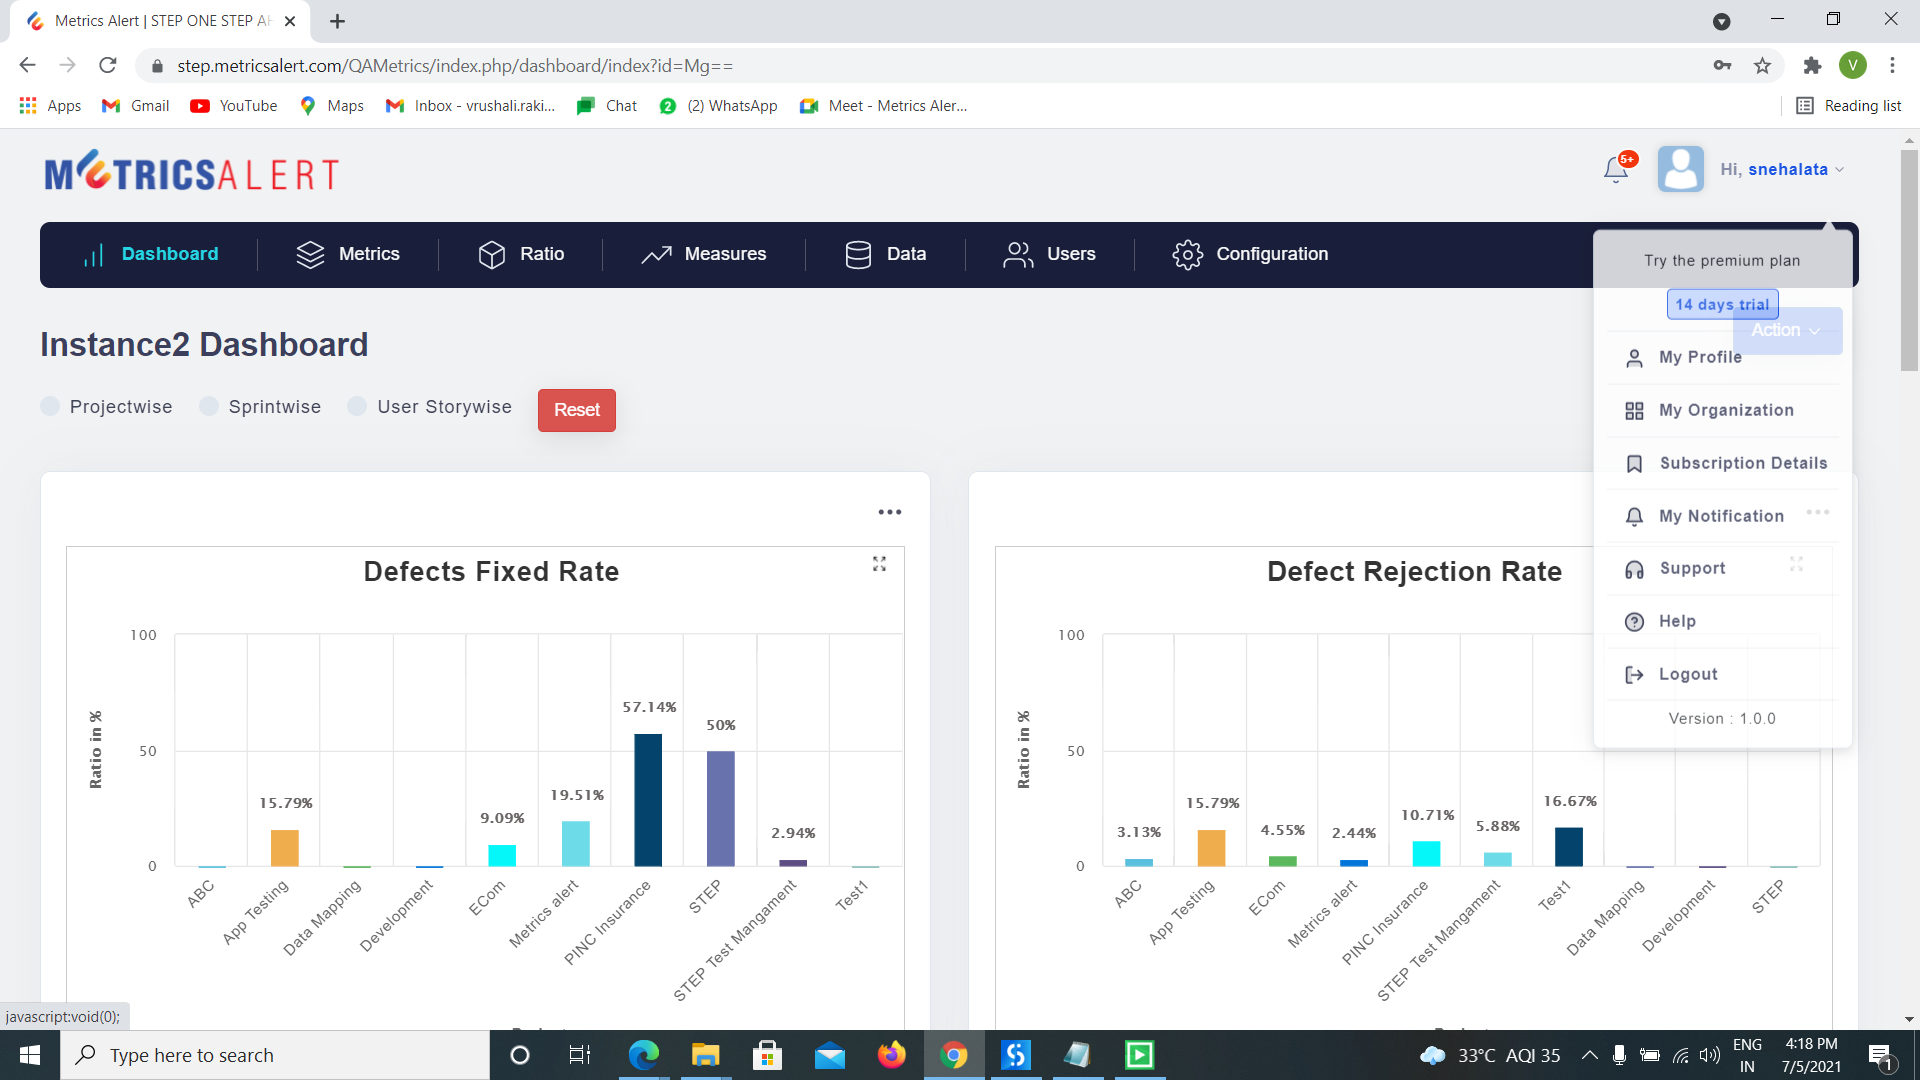 Metrics Alert | STEP ONE STEP AH
step.metricsalert.com/QAMetrics/index.php/dashboard/index?id=Mg==
V
Apps Gmail YouTube Maps Inbox - vrushali.raki... Chat 2 (2) WhatsApp Meet - Metrics Aler... Reading list
METRICSALERT
5+
Hi, snehalata
Dashboard Metrics Ratio Measures Data Users Configuration
Try the premium plan
14 days trial
Action
My Profile
My Organization
Subscription Details
My Notification
Support
Help
Logout
Version : 1.0.0
Instance2 Dashboard
Projectwise Sprintwise User Storywise Reset
Defects Fixed Rate
Ratio in %
100
50
0
15.79%
9.09%
19.51%
57.14%
50%
2.94%
ABC
App Testing
Data Mapping
Development
ECom
Metrics alert
PINC Insurance
STEP
STEP Test Mangament
Test1
Defect Rejection Rate
Ratio in %
100
50
0
3.13%
15.79%
4.55%
2.44%
10.71%
5.88%
16.67%
ABC
App Testing
ECom
Metrics alert
PINC Insurance
STEP Test Mangament
Test1
Data Mapping
Development
STEP
javascript:void(0);
Type here to search
33°C AQI 35
ENG
IN
4:18 PM
7/5/2021
1